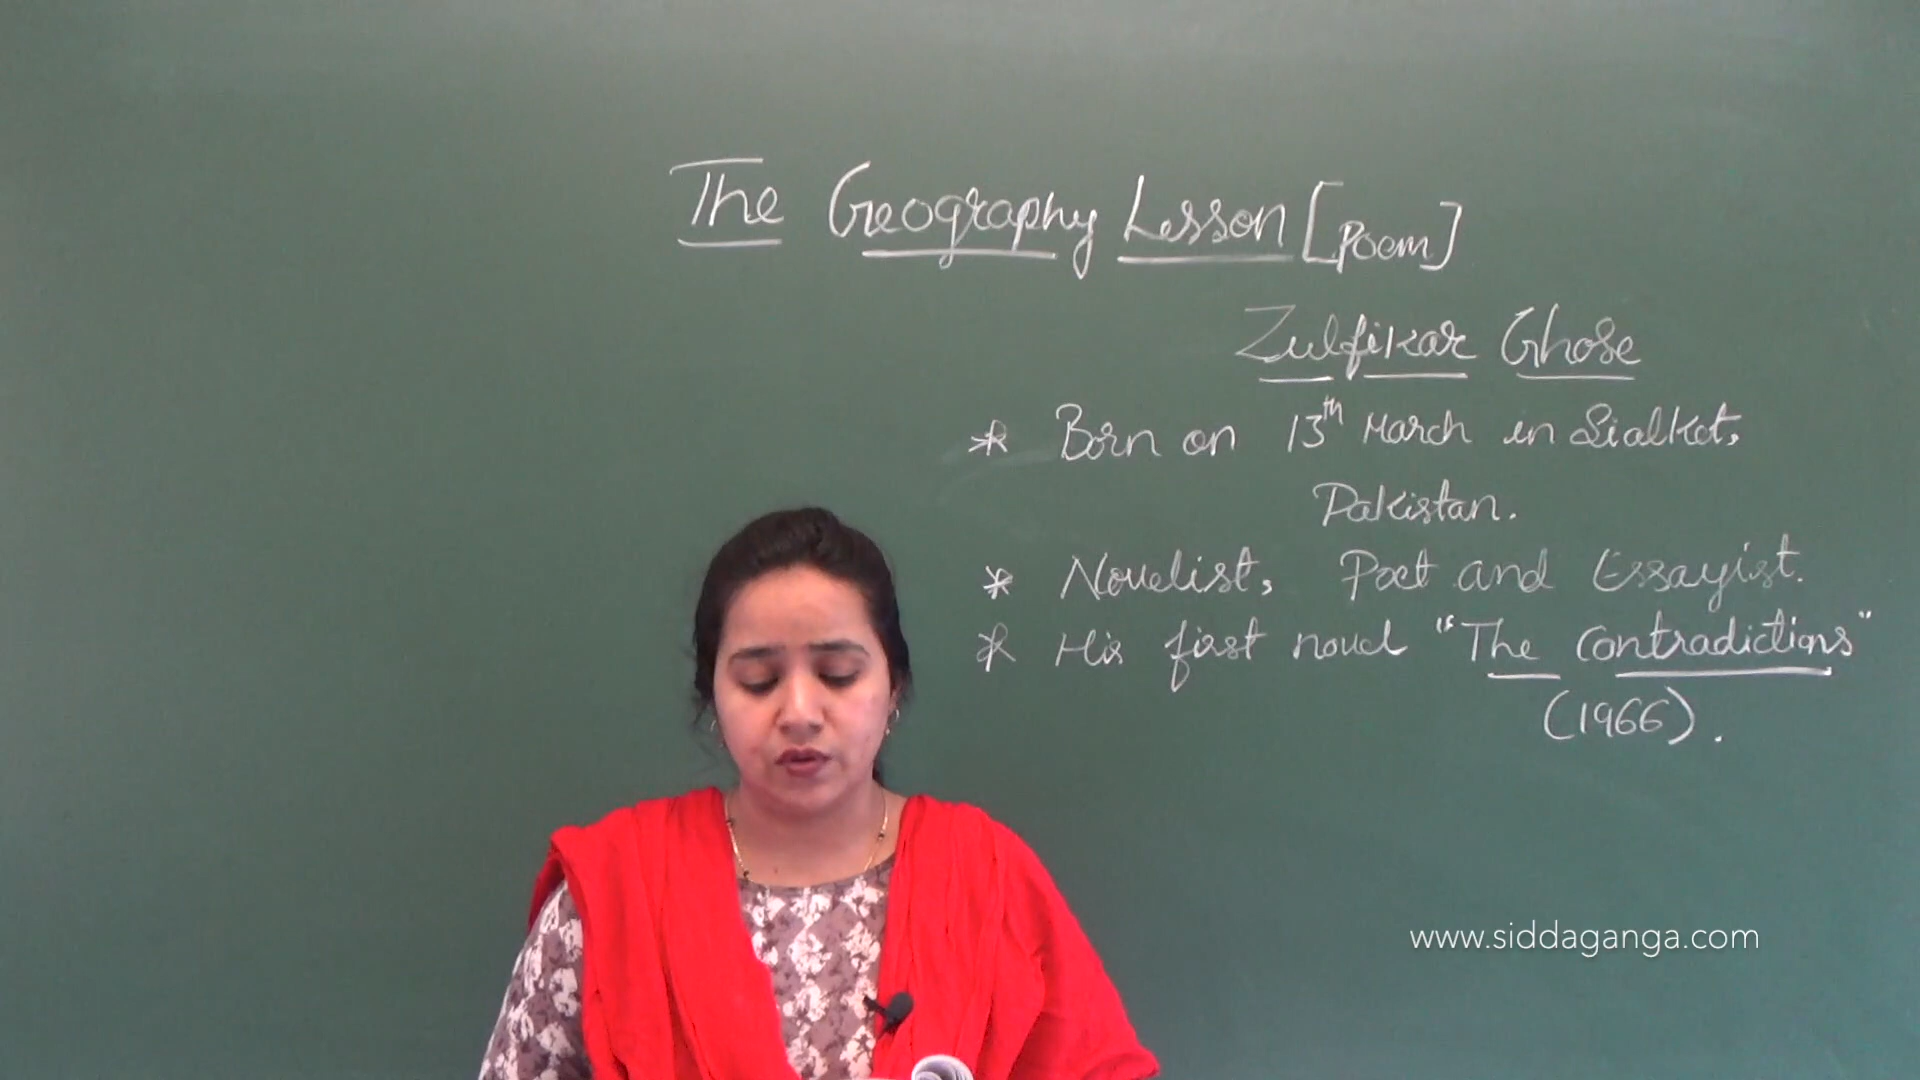 The Geography Lesson [Poem]
Zulfikar Ghose
* Born on 13th March in Sialkot,
Pakistan.
* Novelist, Poet and Essayist.
* His first novel "The Contradictions"
(1966).
www.siddaganga.com